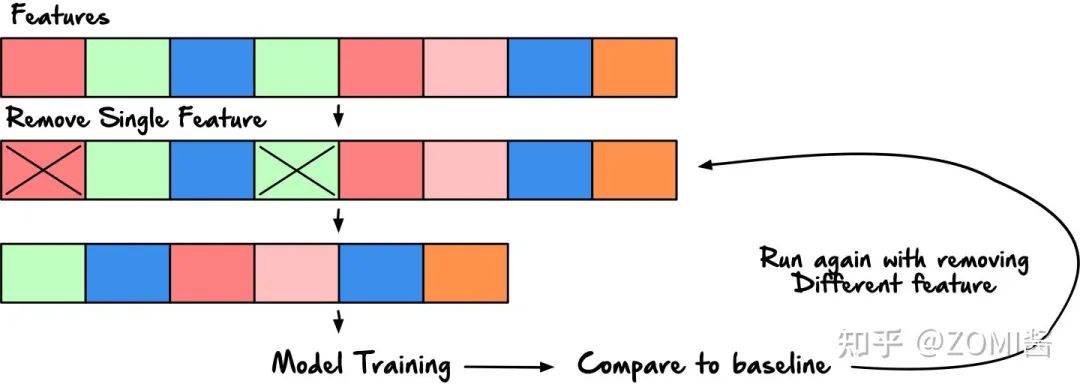 Features
Remove Single Feature
Run again with removing
Different feature
Model Training
Compare to baseline
知乎 @ZOMI酱